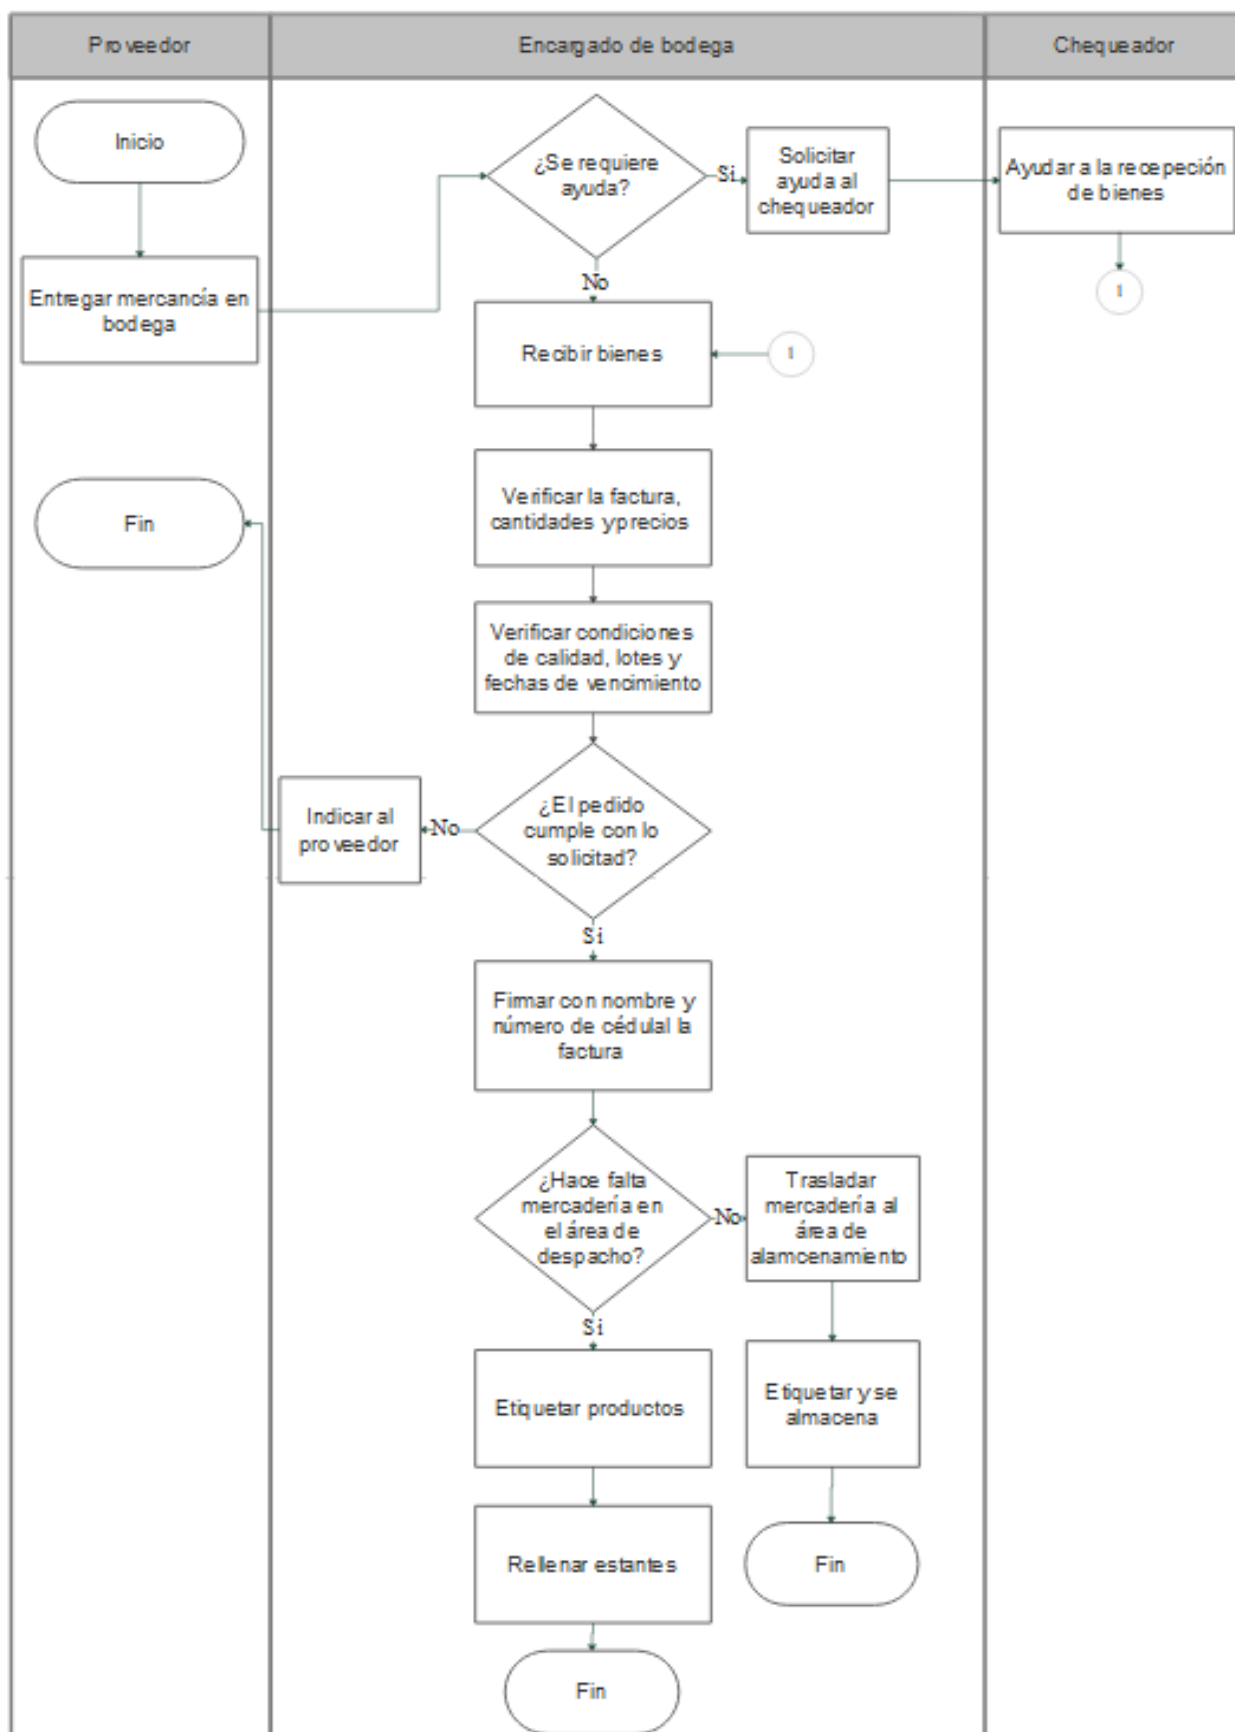 Proveedor
Encargado de bodega
Chequeador
Inicio
¿Se requiere
ayuda?
Si
Solicitar
ayuda al
chequeador
Ayudar a la recepeción
de bienes
Entregar mercancía en
bodega
No
1
Recibir bienes
1
Verificar la factura,
cantidades y precios
Fin
Verificar condiciones
de calidad, lotes y
fechas de vencimiento
¿El pedido
cumple con lo
solicitad?
No
Indicar al
proveedor
Si
Firmar con nombre y
número de cédulal la
factura
¿Hace falta
mercadería en
el área de
despacho?
No
Trasladar
mercadería al
área de
alamcenamiento
Si
Etiquetar productos
Etiquetar y se
almacena
Rellenar estantes
Fin
Fin